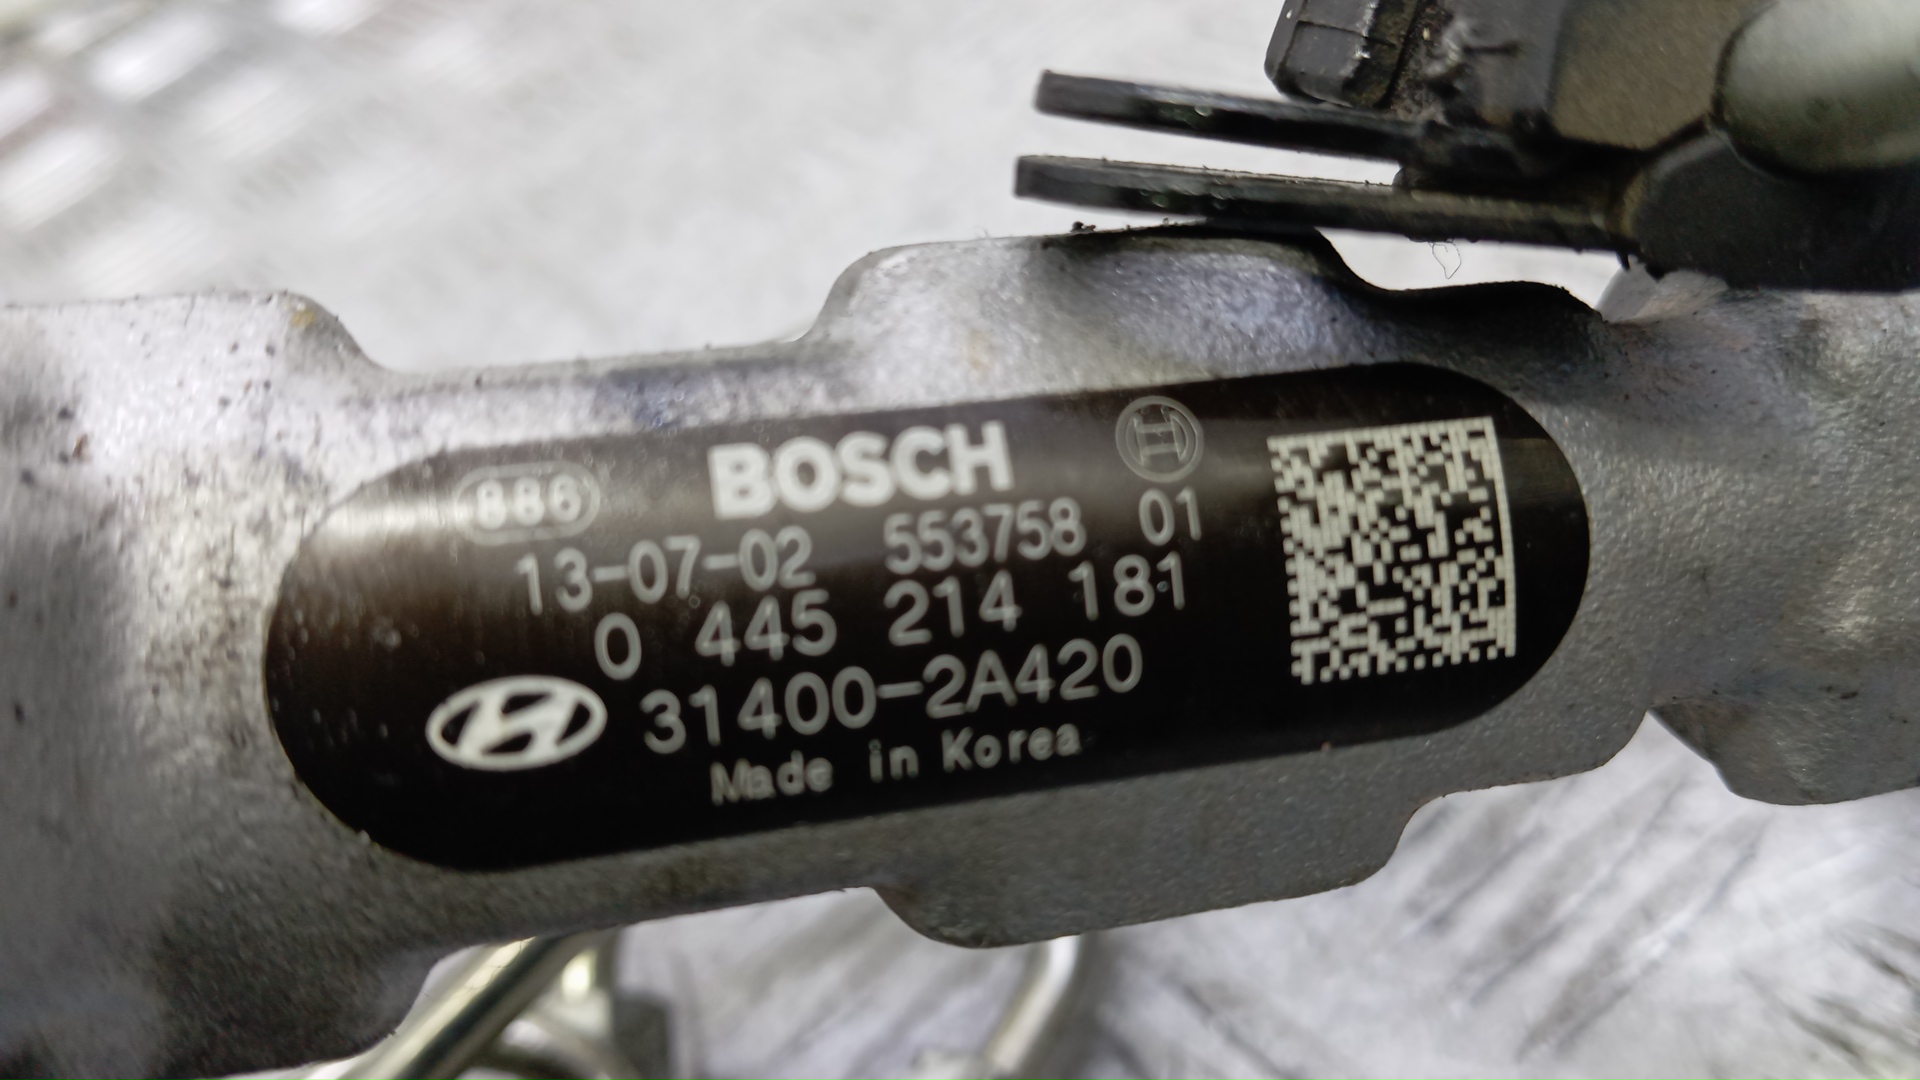 886 BOSCH
13-07-02 553758 01
0 445 214 181
31400-2A420
Made in Korea